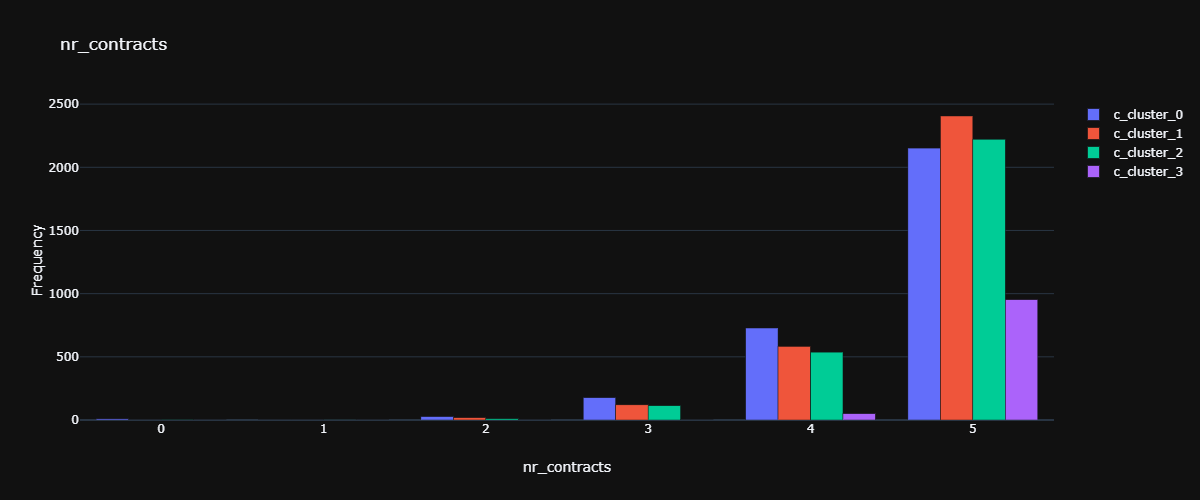 nr_contracts
2500
2000
1500
1000
500
0
Frequency
0 1 2 3 4 5
nr_contracts
c_cluster_0
c_cluster_1
c_cluster_2
c_cluster_3